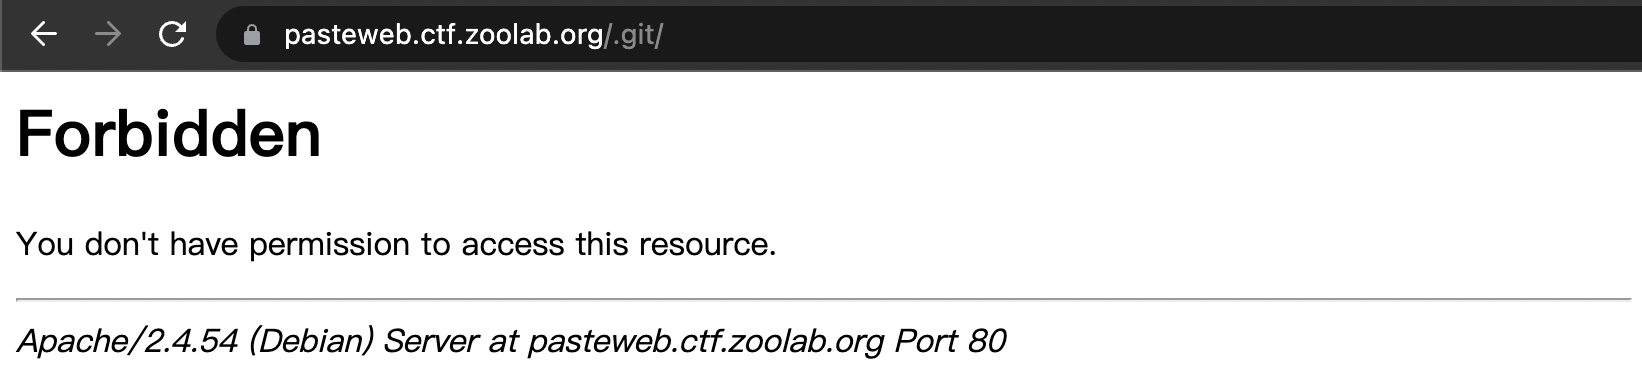 pasteweb.ctf.zoolab.org/.git/
Forbidden
You don't have permission to access this resource.
Apache/2.4.54 (Debian) Server at pasteweb.ctf.zoolab.org Port 80